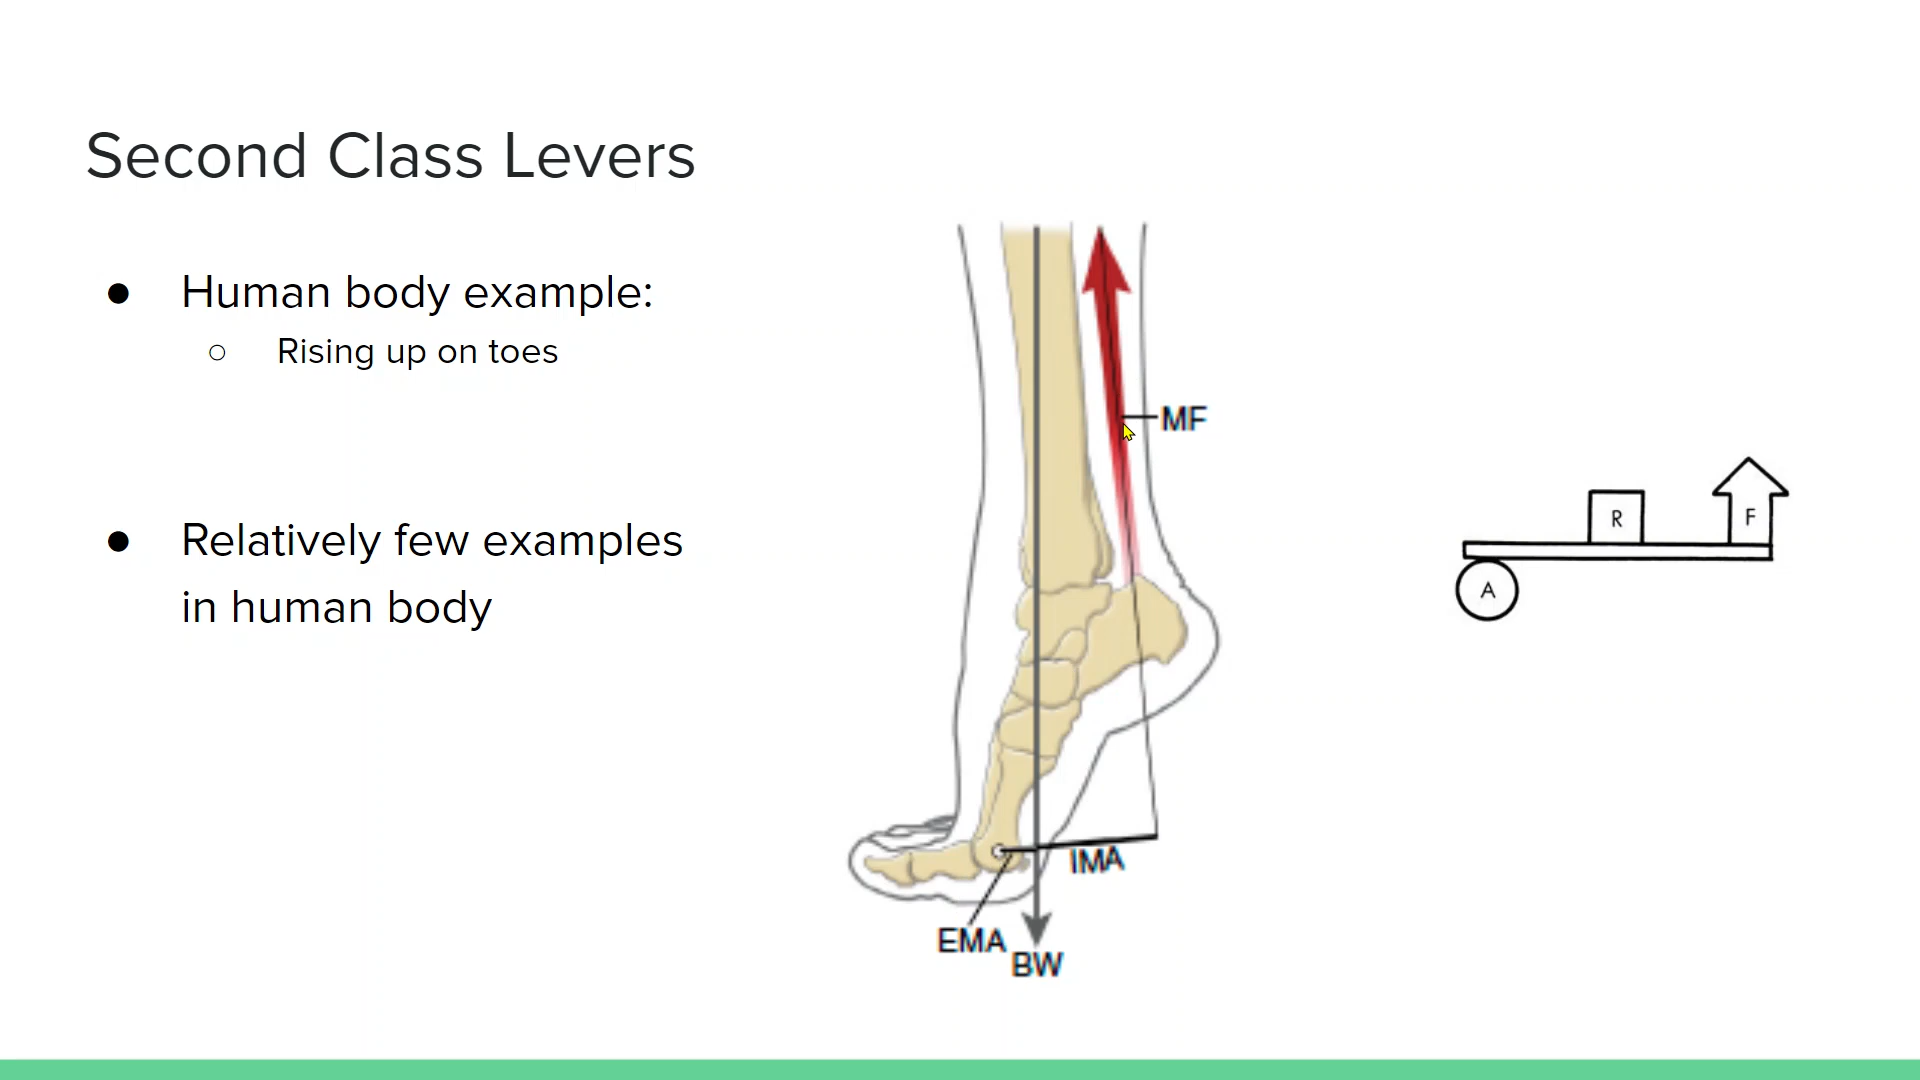 Second Class Levers
● Human body example:
○ Rising up on toes
● Relatively few examples
in human body
MF
IMA
EMA
BW
R
F
A